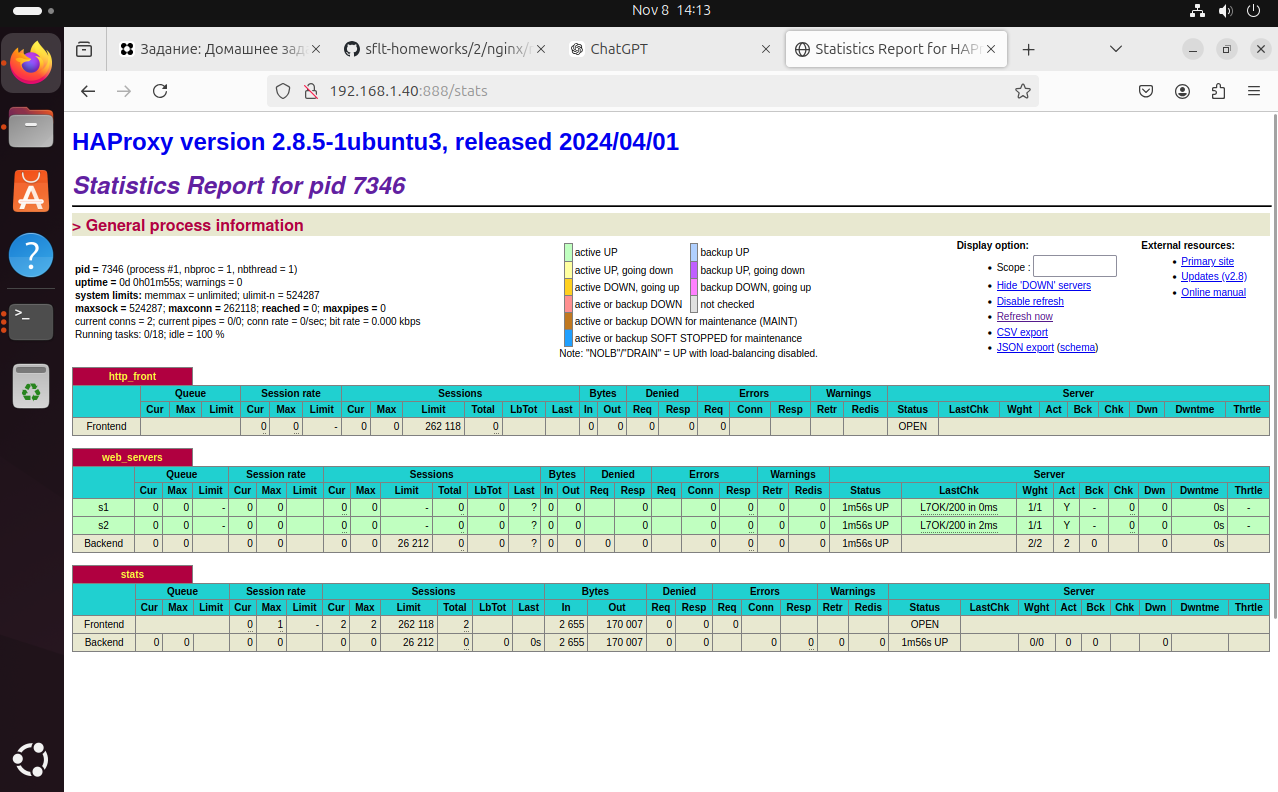 Nov 8 14:13
Задание: Домашнее зад
sflt-homeworks/2/nginx/
ChatGPT
Statistics Report for HAPr
192.168.1.40:888/stats
HAProxy version 2.8.5-1ubuntu3, released 2024/04/01
Statistics Report for pid 7346
> General process information
pid = 7346 (process #1, nbproc = 1, nbthread = 1)
uptime = 0d 0h01m55s; warnings = 0
system limits: memmax = unlimited; ulimit-n = 524287
maxsock = 524287; maxconn = 262118; reached = 0; maxpipes = 0
current conns = 2; current pipes = 0/0; conn rate = 0/sec; bit rate = 0.000 kbps
Running tasks: 0/18; idle = 100 %
active UP backup UP
active UP, going down backup UP, going down
active DOWN, going up backup DOWN, going up
active or backup DOWN not checked
active or backup DOWN for maintenance (MAINT)
active or backup SOFT STOPPED for maintenance
Note: "NOLB"/"DRAIN" = UP with load-balancing disabled.
Display option:
Scope :
Hide 'DOWN' servers
Disable refresh
Refresh now
CSV export
JSON export (schema)
External resources:
Primary site
Updates (v2.8)
Online manual
http_front
Queue Session rate Sessions Bytes Denied Errors Warnings Server
Cur Max Limit Cur Max Limit Cur Max Limit Total LbTot Last In Out Req Resp Req Conn Resp Retr Redis Status LastChk Wght Act Bck Chk Dwn Dwntme Thrtle
Frontend 0 0 - 0 0 262 118 0 0 0 0 0 0 OPEN
web_servers
Queue Session rate Sessions Bytes Denied Errors Warnings Server
Cur Max Limit Cur Max Limit Cur Max Limit Total LbTot Last In Out Req Resp Req Conn Resp Retr Redis Status LastChk Wght Act Bck Chk Dwn Dwntme Thrtle
s1 0 0 - 0 0 0 0 - 0 0 ? 0 0 0 0 0 0 0 1m56s UP L7OK/200 in 0ms 1/1 Y - 0 0 0s -
s2 0 0 - 0 0 0 0 - 0 0 ? 0 0 0 0 0 0 0 1m56s UP L7OK/200 in 2ms 1/1 Y - 0 0 0s -
Backend 0 0 0 0 0 0 26 212 0 0 ? 0 0 0 0 0 0 0 0 1m56s UP 2/2 2 0 0 0s
stats
Queue Session rate Sessions Bytes Denied Errors Warnings Server
Cur Max Limit Cur Max Limit Cur Max Limit Total LbTot Last In Out Req Resp Req Conn Resp Retr Redis Status LastChk Wght Act Bck Chk Dwn Dwntme Thrtle
Frontend 0 1 - 2 2 262 118 2 2 655 170 007 0 0 0 OPEN
Backend 0 0 0 0 0 0 26 212 0 0 0s 2 655 170 007 0 0 0 0 0 0 1m56s UP 0/0 0 0 0